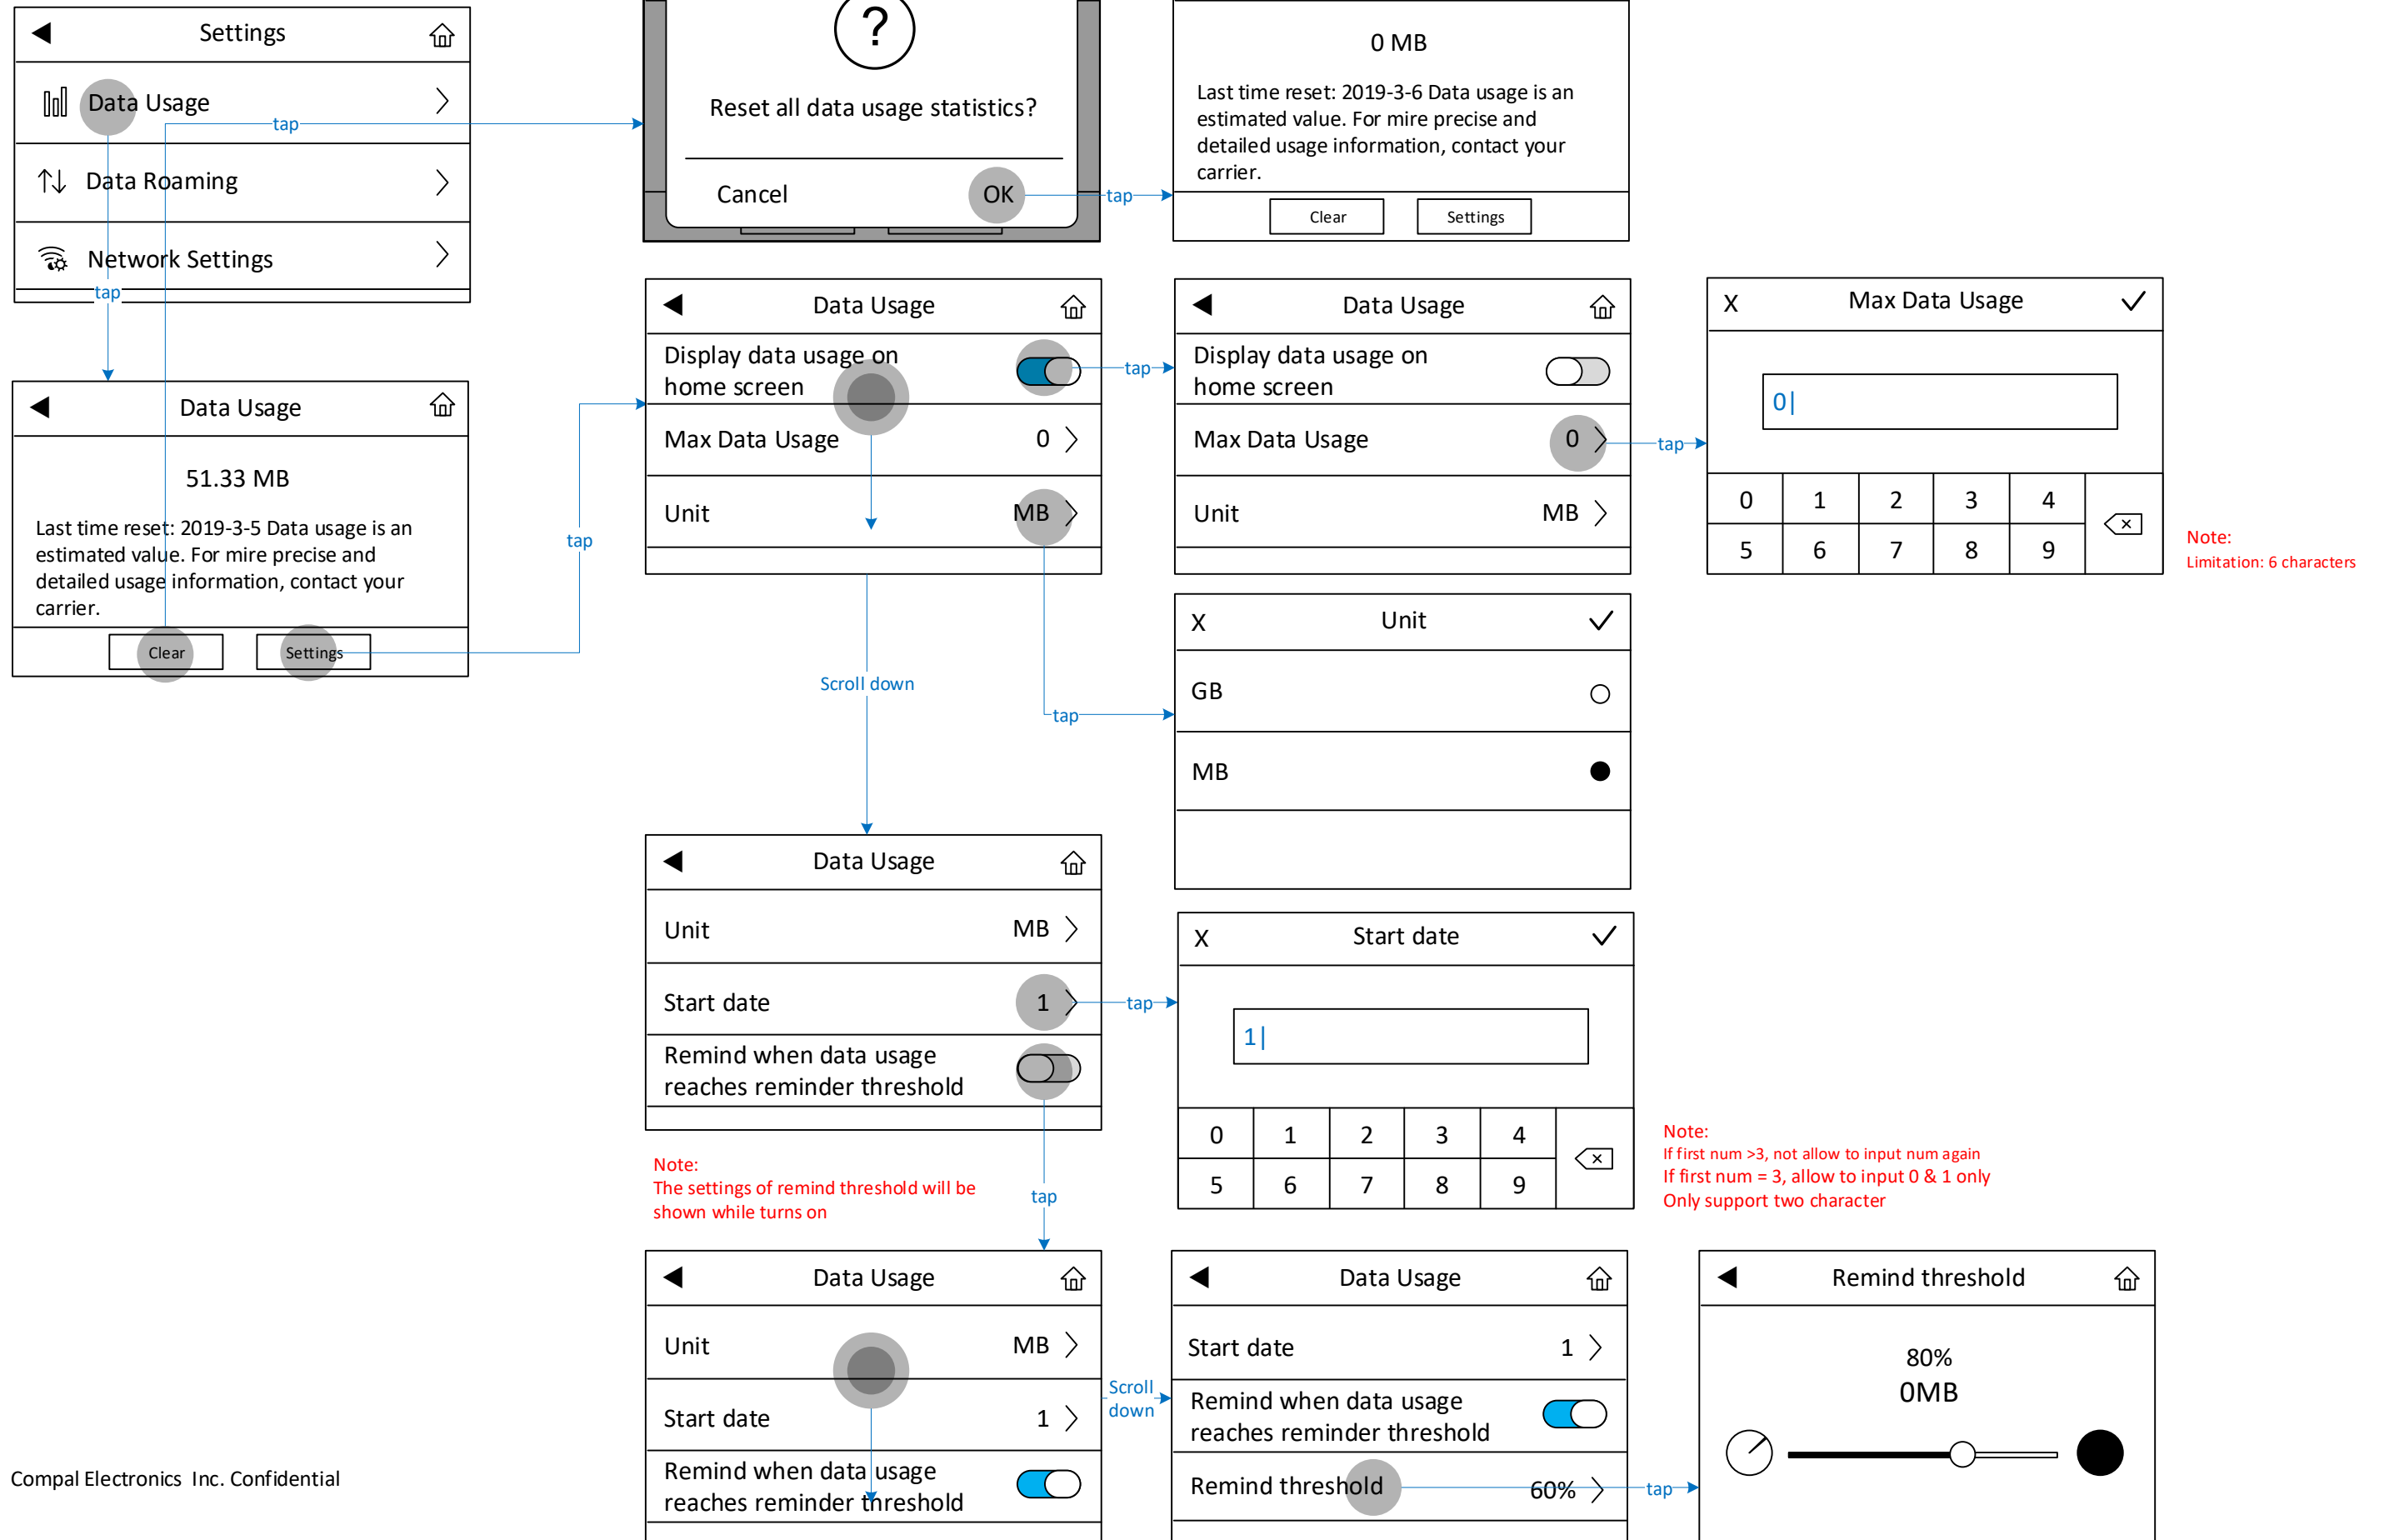 Settings
Data Usage
tap
Data Roaming
Network Settings
tap
?
Reset all data usage statistics?
Cancel
OK
tap
0 MB
Last time reset: 2019-3-6 Data usage is an
estimated value. For mire precise and
detailed usage information, contact your
carrier.
Clear
Settings
Data Usage
51.33 MB
Last time reset: 2019-3-5 Data usage is an
estimated value. For mire precise and
detailed usage information, contact your
carrier.
Clear
Settings
tap
Data Usage
Display data usage on
home screen
tap
Max Data Usage
0
Unit
MB
Data Usage
Display data usage on
home screen
Max Data Usage
0
tap
Unit
MB
X
Max Data Usage
0
0 1 2 3 4
5 6 7 8 9
Note:
Limitation: 6 characters
Scroll down
tap
X
Unit
GB
MB
Data Usage
Unit
MB
Start date
1
tap
Remind when data usage
reaches reminder threshold
X
Start date
1
0 1 2 3 4
5 6 7 8 9
Note:
If first num >3, not allow to input num again
If first num = 3, allow to input 0 & 1 only
Only support two character
Note:
The settings of remind threshold will be
shown while turns on
tap
Data Usage
Unit
MB
Start date
1
Remind when data usage
reaches reminder threshold
Scroll
down
Data Usage
Start date
1
Remind when data usage
reaches reminder threshold
Remind threshold
60%
tap
Remind threshold
80%
0MB
Compal Electronics Inc. Confidential